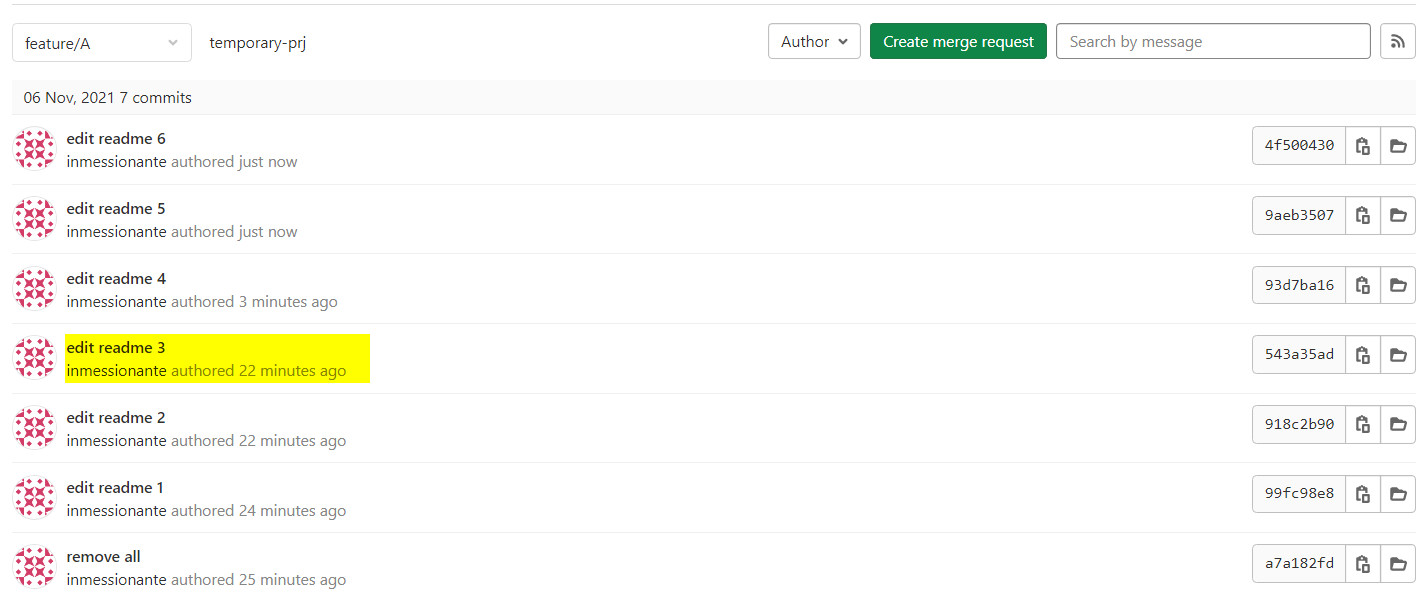 feature/A temporary-prj Author Create merge request Search by message
06 Nov, 2021 7 commits
edit readme 6
inmessionante authored just now
4f500430
edit readme 5
inmessionante authored just now
9aeb3507
edit readme 4
inmessionante authored 3 minutes ago
93d7ba16
edit readme 3
inmessionante authored 22 minutes ago
543a35ad
edit readme 2
inmessionante authored 22 minutes ago
918c2b90
edit readme 1
inmessionante authored 24 minutes ago
99fc98e8
remove all
inmessionante authored 25 minutes ago
a7a182fd